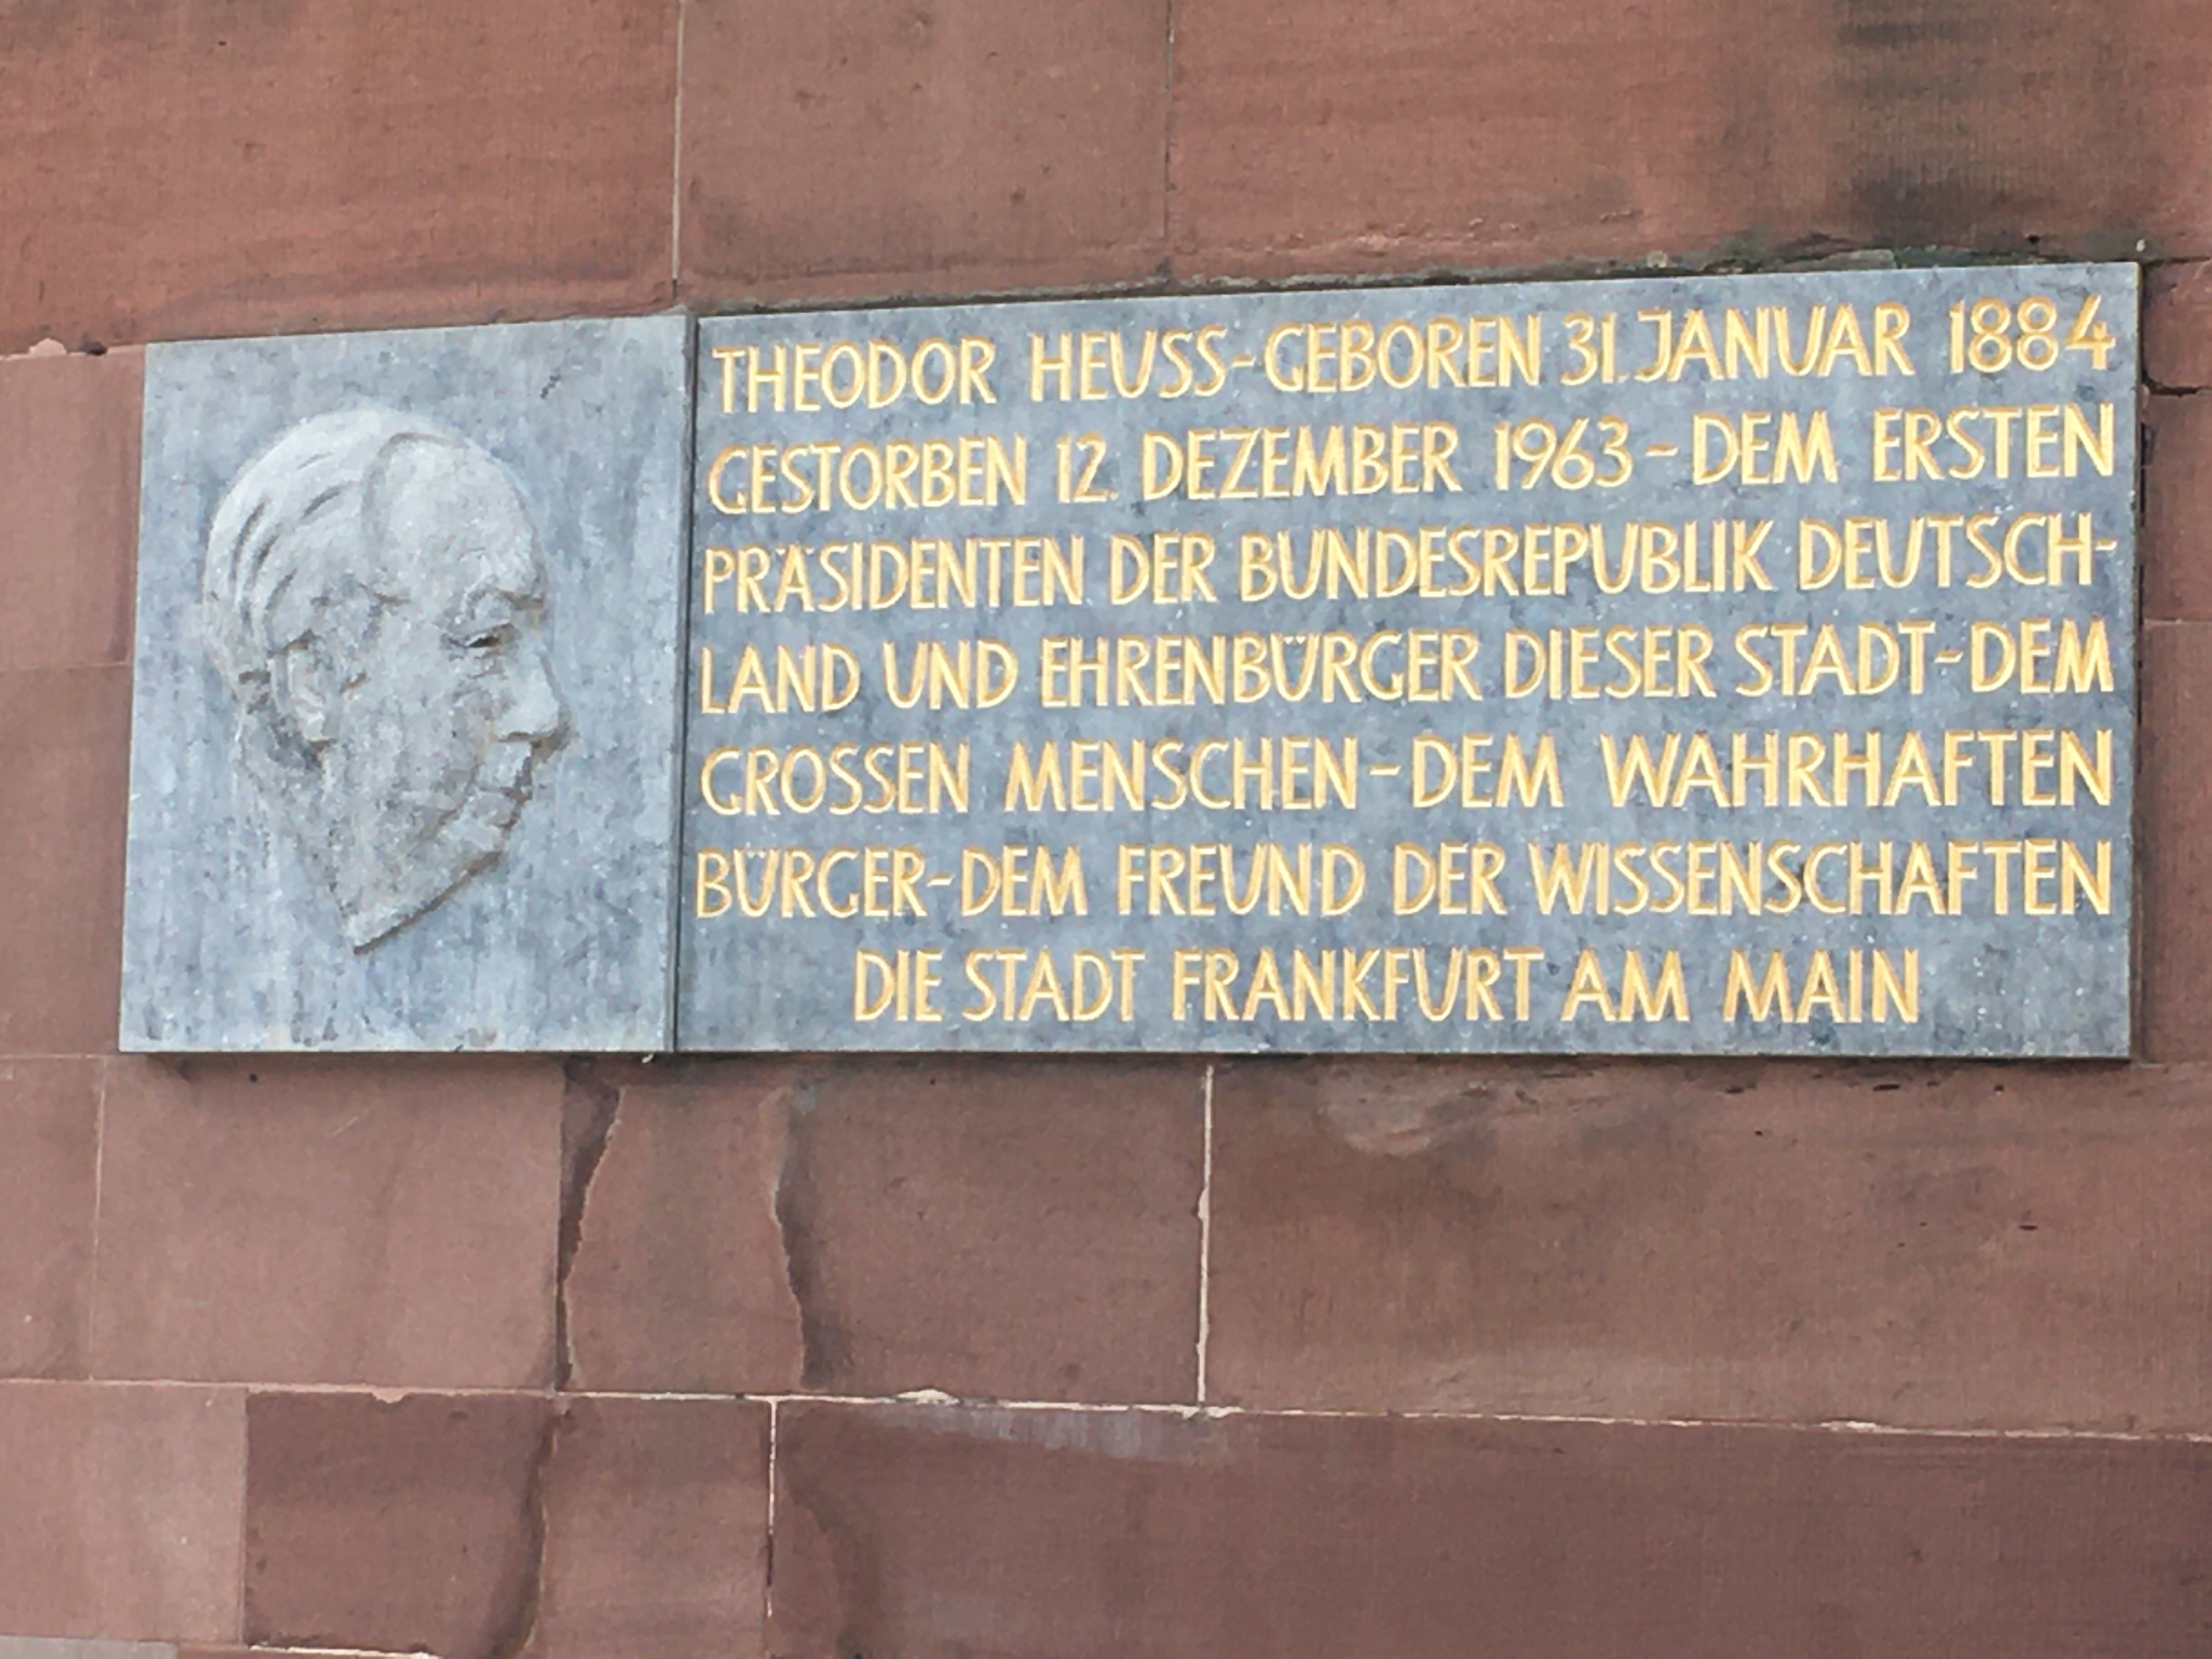 THEODOR HEUSS-GEBOREN 31. JANUAR 1884
GESTORBEN 12. DEZEMBER 1963-DEM ERSTEN
PRÄSIDENTEN DER BUNDESREPUBLIK DEUTSCH-
LAND UND EHRENBÜRGER DIESER STADT-DEM
GROSSEN MENSCHEN-DEM WAHRHAFTEN
BÜRGER-DEM FREUND DER WISSENSCHAFTEN
DIE STADT FRANKFURT AM MAIN